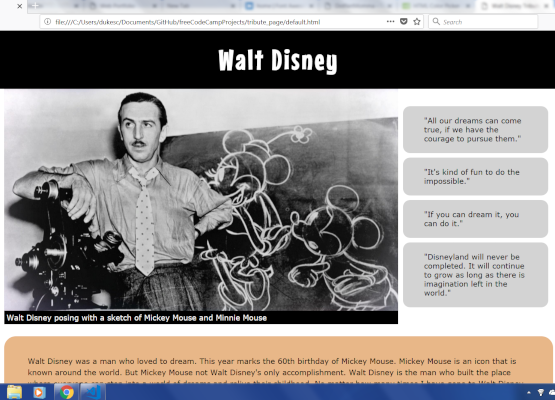 file:///C:/Users/dukesc/Documents/GitHub/freeCodeCampProjects/tribute_page/default.html
Search
Walt Disney
"All our dreams can come
true, if we have the
courage to pursue them."
"It's kind of fun to do the
impossible."
"If you can dream it, you
can do it."
"Disneyland will never be
completed. It will continue
to grow as long as there is
imagination left in the
world."
Walt Disney posing with a sketch of Mickey Mouse and Minnie Mouse
Walt Disney was a man who loved to dream. This year marks the 60th birthday of Mickey Mouse. Mickey Mouse is an icon that is
known around the world. But Mickey Mouse not Walt Disney's only accomplishment. Walt Disney is the man who built the place